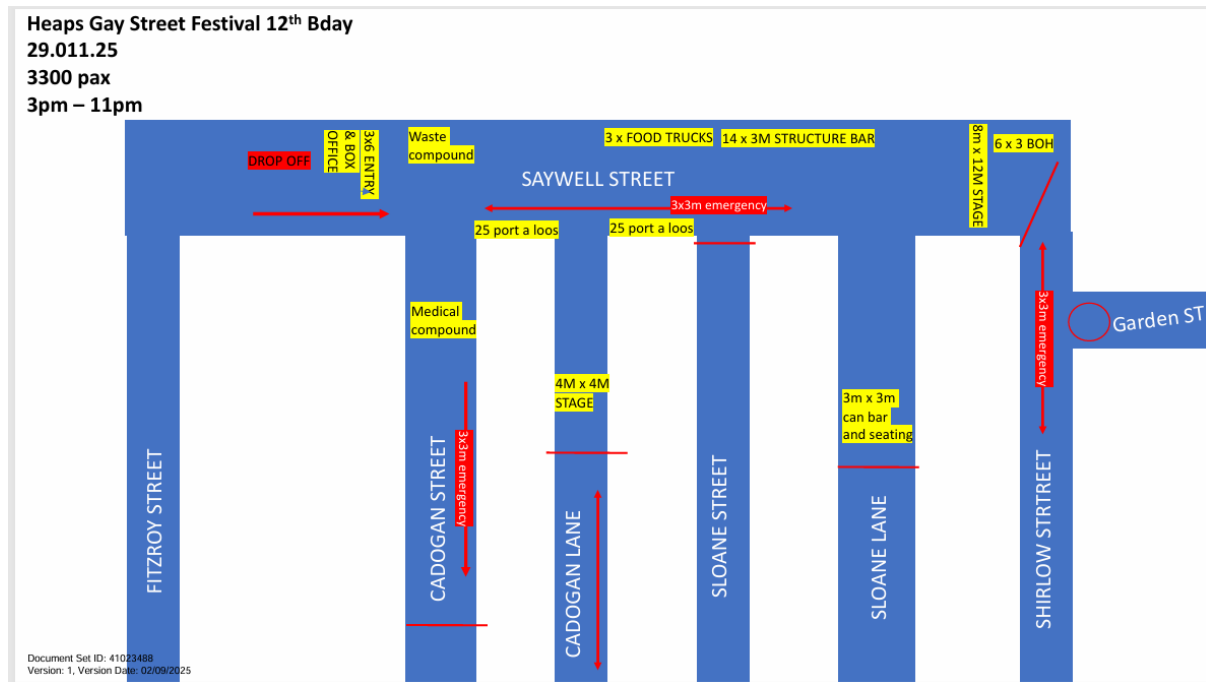 Heaps Gay Street Festival 12th Bday
29.011.25
3300 pax
3pm – 11pm
DROP OFF
3x6 ENTRY
& BOX
OFFICE
Waste
compound
3 x FOOD TRUCKS
14 x 3M STRUCTURE BAR
8m x 12M STAGE
6 x 3 BOH
SAYWELL STREET
3x3m emergency
25 port a loos
25 port a loos
Medical
compound
3x3m emergency
4M x 4M
STAGE
3m x 3m
can bar
and seating
3x3m emergency
Garden ST
FITZROY STREET
CADOGAN STREET
CADOGAN LANE
SLOANE STREET
SLOANE LANE
SHIRLOW STRTREET
Document Set ID: 41023488
Version: 1, Version Date: 02/09/2025